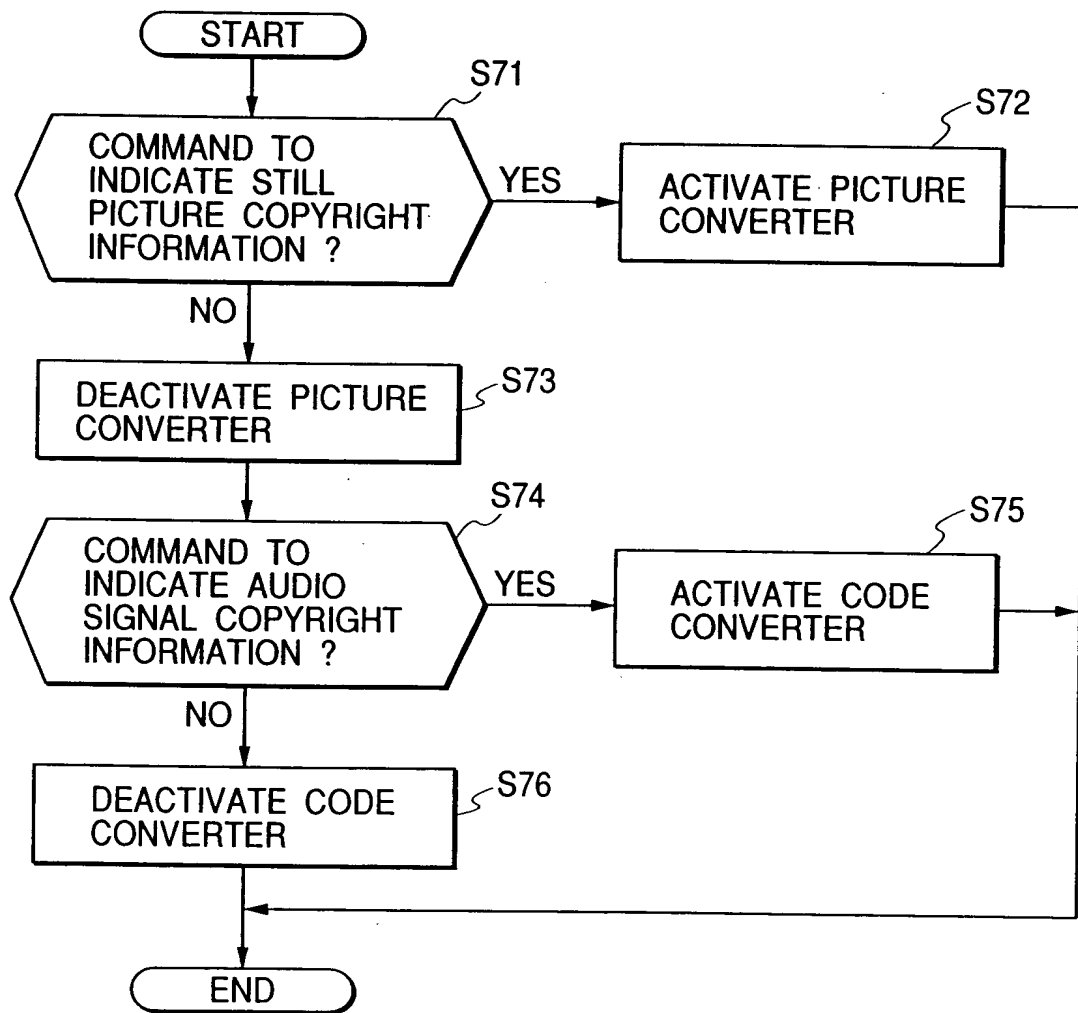 START
S71
COMMAND TO
INDICATE STILL
PICTURE COPYRIGHT
INFORMATION ?
YES
S72
ACTIVATE PICTURE
CONVERTER
NO
S73
DEACTIVATE PICTURE
CONVERTER
S74
COMMAND TO
INDICATE AUDIO
SIGNAL COPYRIGHT
INFORMATION ?
YES
S75
ACTIVATE CODE
CONVERTER
NO
S76
DEACTIVATE CODE
CONVERTER
END